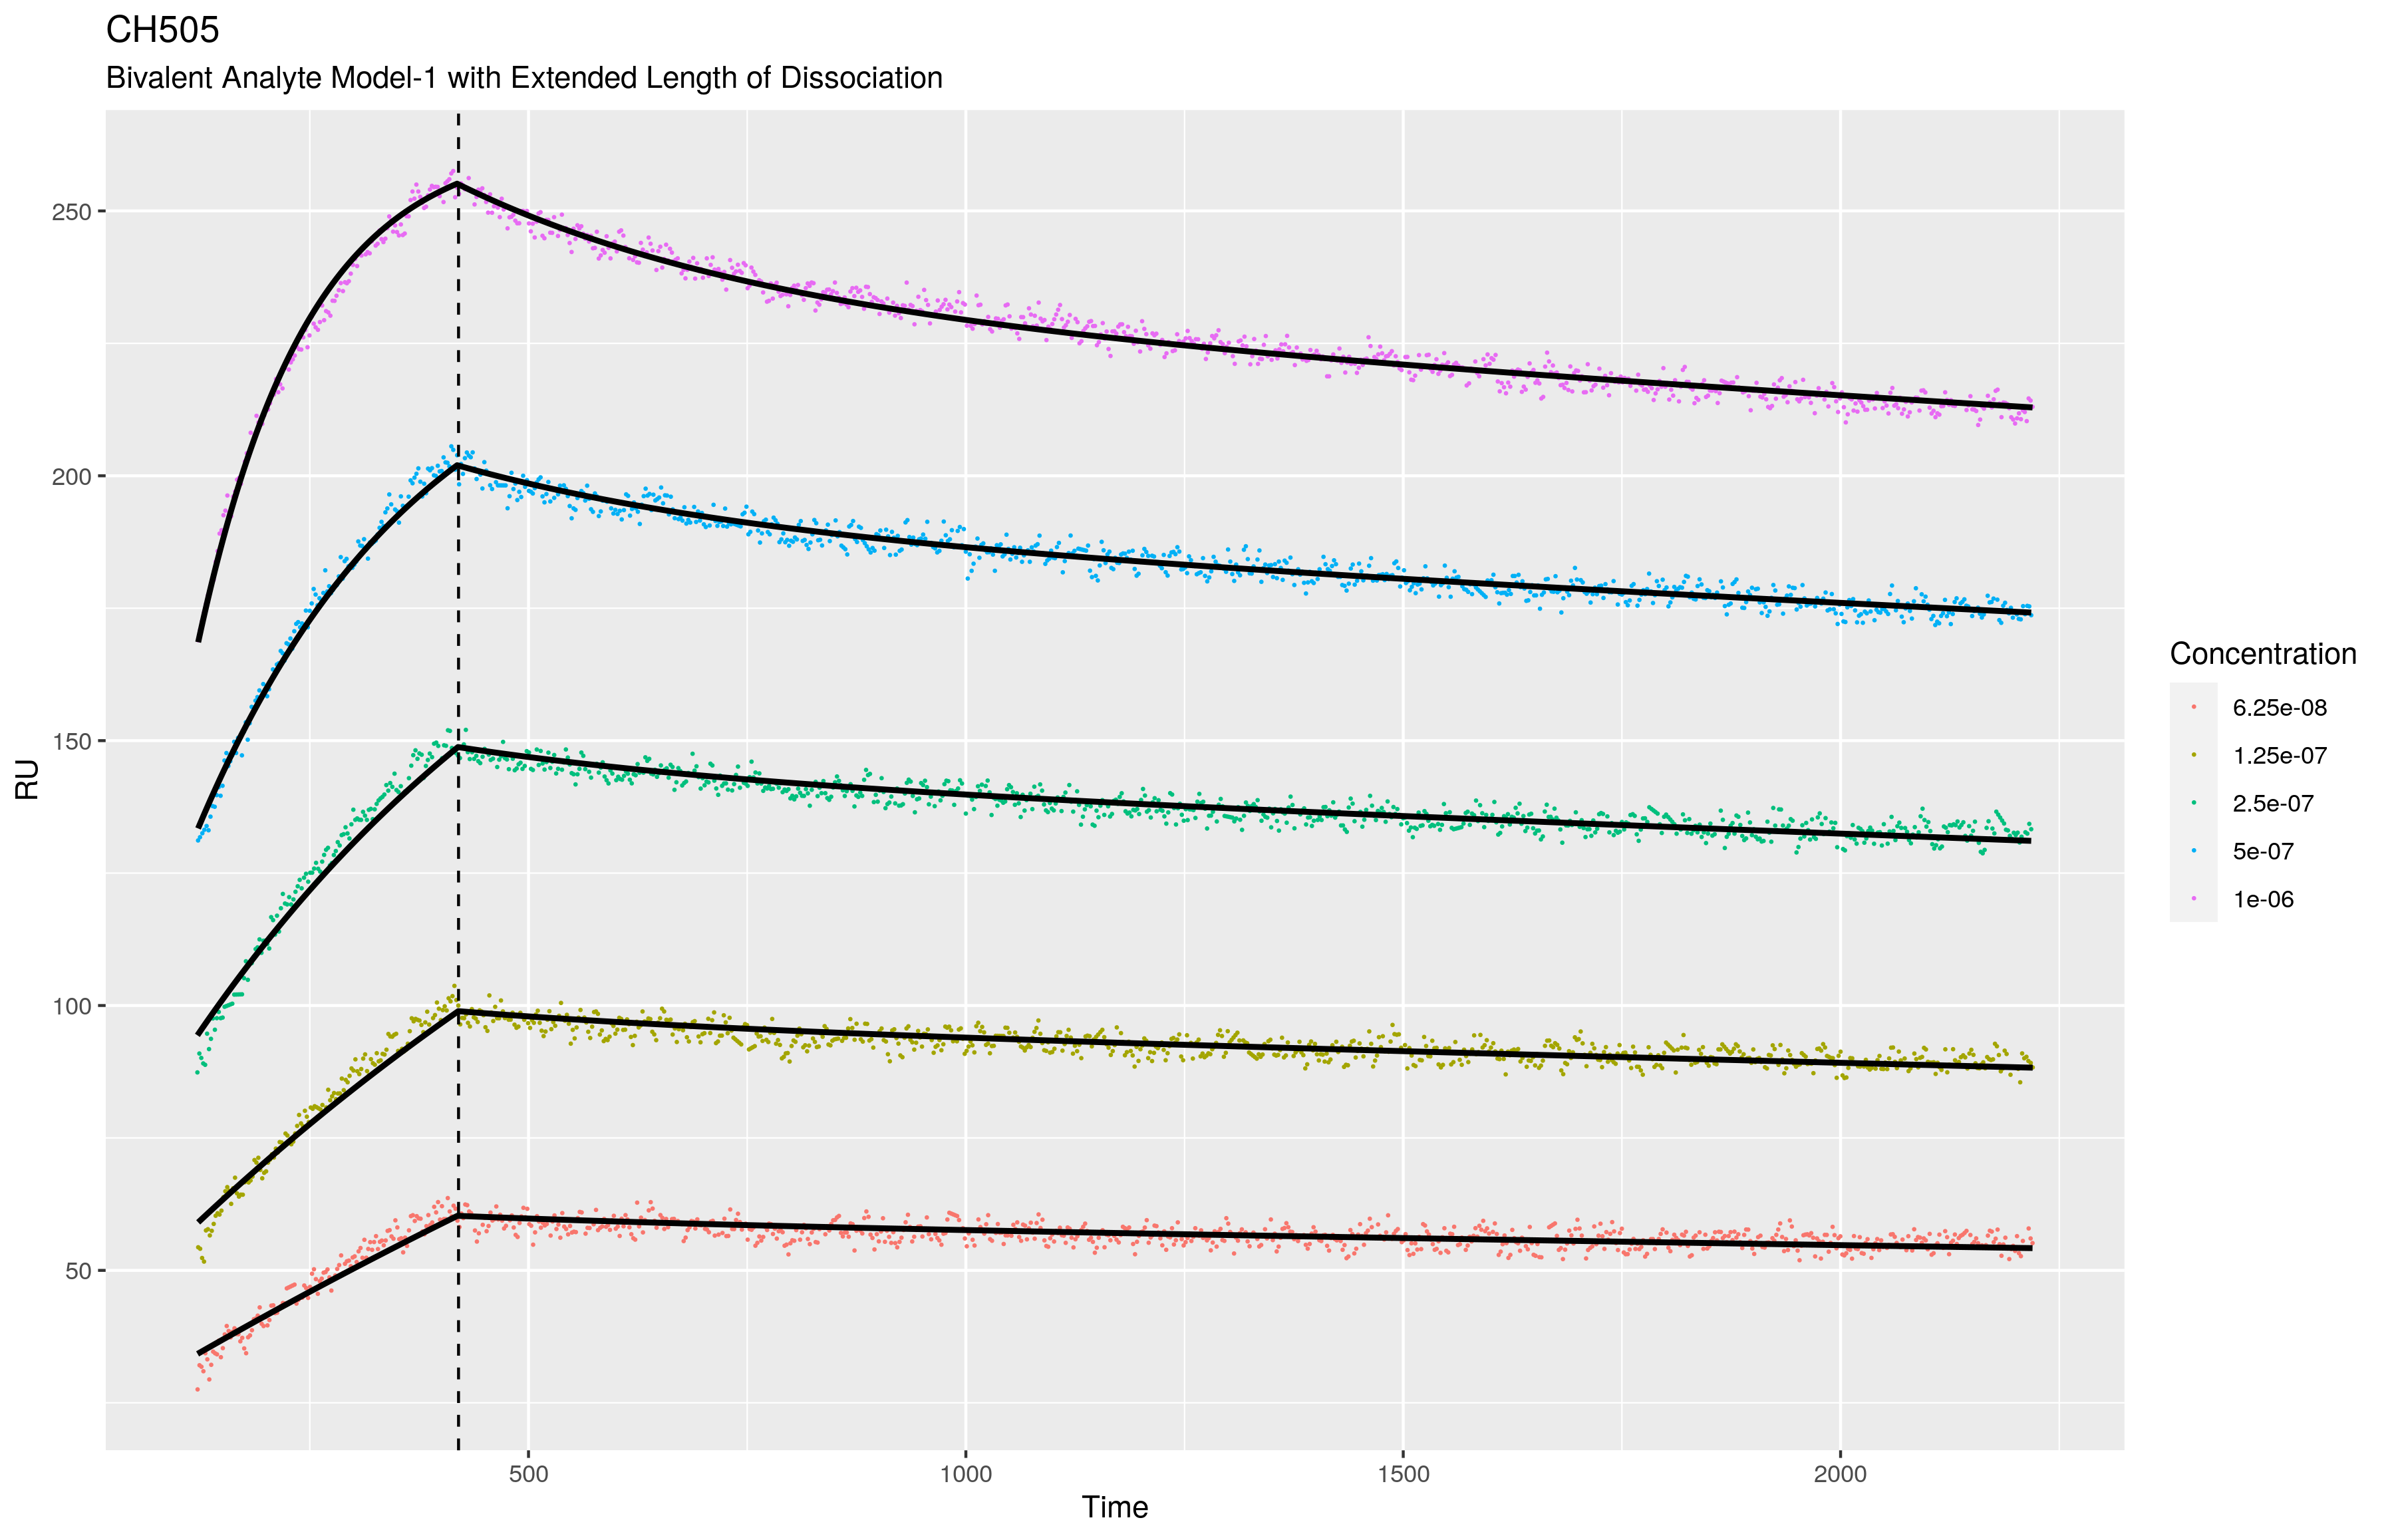 CH505
Bivalent Analyte Model-1 with Extended Length of Dissociation
250
200
150
100
50
RU
500
1000
1500
2000
Time
Concentration
6.25e-08
1.25e-07
2.5e-07
5e-07
1e-06